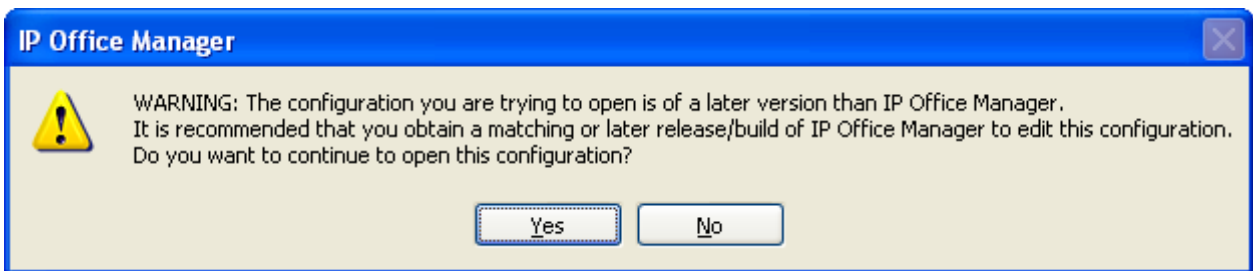 IP Office Manager
WARNING: The configuration you are trying to open is of a later version than IP Office Manager.
It is recommended that you obtain a matching or later release/build of IP Office Manager to edit this configuration.
Do you want to continue to open this configuration?
Yes No